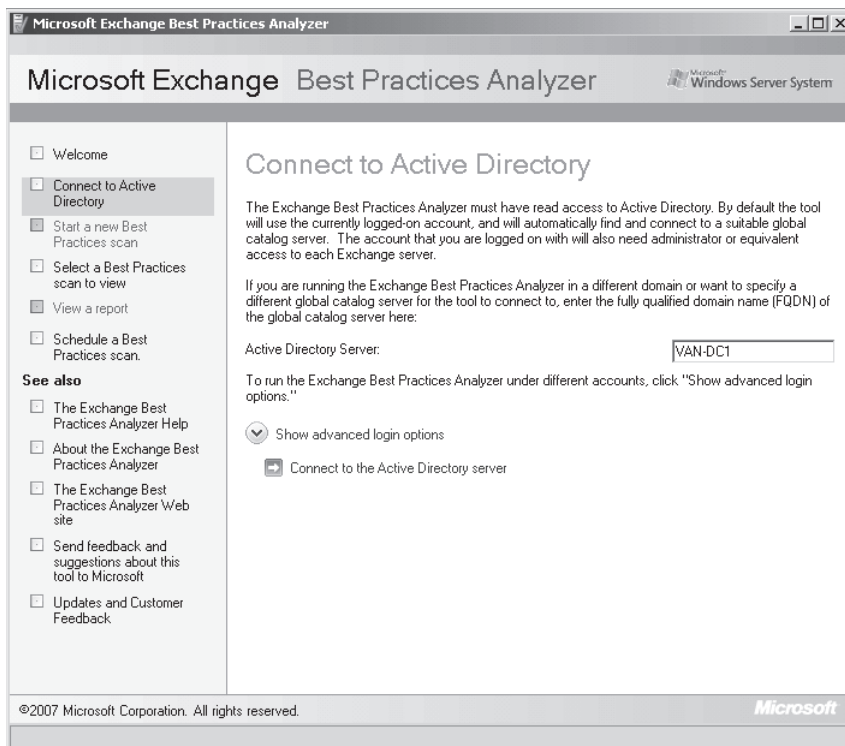 Microsoft Exchange Best Practices Analyzer
Microsoft Exchange Best Practices Analyzer
Microsoft
Windows Server System
Welcome
Connect to Active
Directory
Start a new Best
Practices scan
Select a Best Practices
scan to view
View a report
Schedule a Best
Practices scan.
See also
The Exchange Best
Practices Analyzer Help
About the Exchange Best
Practices Analyzer
The Exchange Best
Practices Analyzer Web
site
Send feedback and
suggestions about this
tool to Microsoft
Updates and Customer
Feedback
Connect to Active Directory
The Exchange Best Practices Analyzer must have read access to Active Directory. By default the tool
will use the currently logged-on account, and will automatically find and connect to a suitable global
catalog server. The account that you are logged on with will also need administrator or equivalent
access to each Exchange server.
If you are running the Exchange Best Practices Analyzer in a different domain or want to specify a
different global catalog server for the tool to connect to, enter the fully qualified domain name (FQDN) of
the global catalog server here:
Active Directory Server: VAN-DC1
To run the Exchange Best Practices Analyzer under different accounts, click "Show advanced login
options."
Show advanced login options
Connect to the Active Directory server
©2007 Microsoft Corporation. All rights reserved.
Microsoft